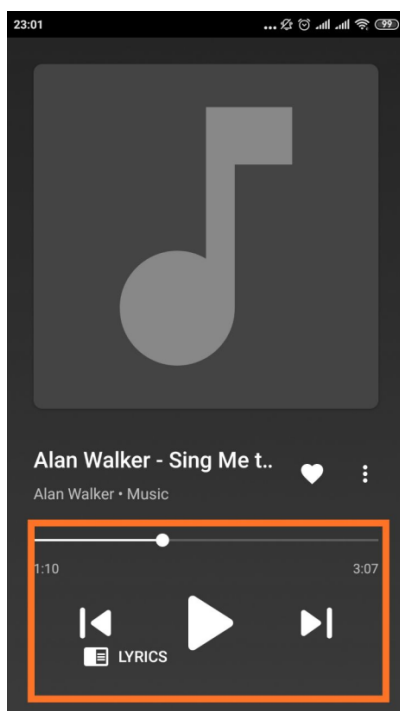 23:01 ... 99
Alan Walker - Sing Me t..
Alan Walker • Music
1:10 3:07
LYRICS